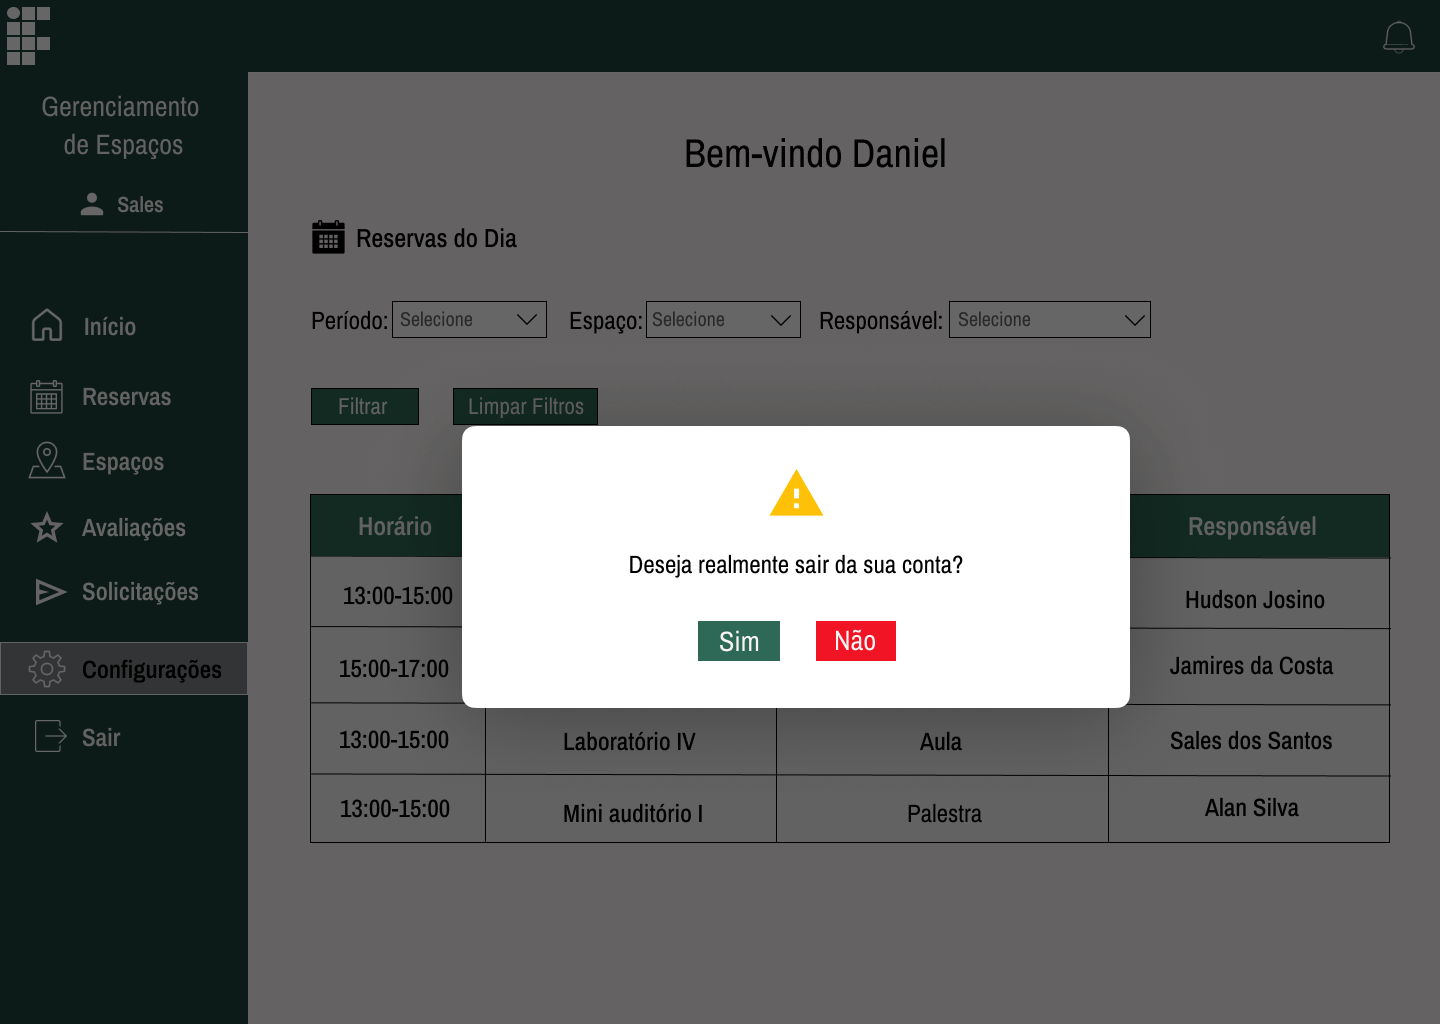 Gerenciamento
de Espaços
Sales
Início
Reservas
Espaços
Avaliações
Solicitações
Configurações
Sair
Bem-vindo Daniel
Reservas do Dia
Período: Selecione Espaço: Selecione Responsável: Selecione
Filtrar Limpar Filtros
Horário Responsável
13:00-15:00 Hudson Josino
15:00-17:00 Jamires da Costa
13:00-15:00 Laboratório IV Aula Sales dos Santos
13:00-15:00 Mini auditório I Palestra Alan Silva
Deseja realmente sair da sua conta?
Sim Não